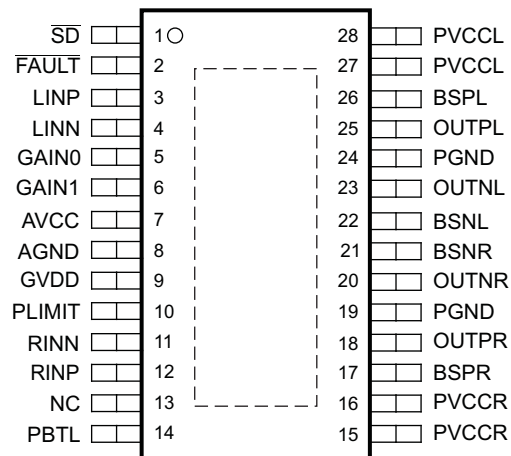 SD 1 28 PVCCL
FAULT 2 27 PVCCL
LINP 3 26 BSPL
LINN 4 25 OUTPL
GAIN0 5 24 PGND
GAIN1 6 23 OUTNL
AVCC 7 22 BSNL
AGND 8 21 BSNR
GVDD 9 20 OUTNR
PLIMIT 10 19 PGND
RINN 11 18 OUTPR
RINP 12 17 BSPR
NC 13 16 PVCCR
PBTL 14 15 PVCCR